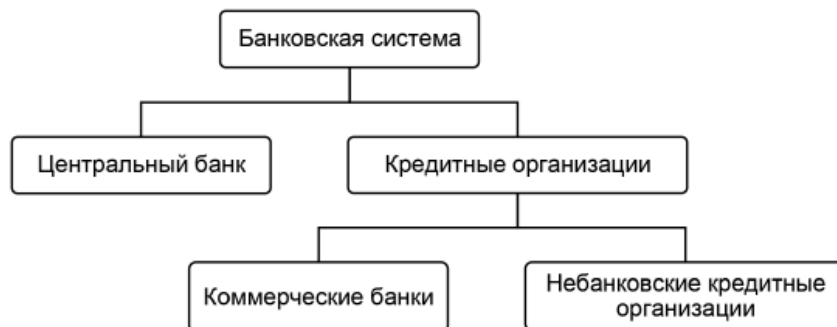 Банковская система
Центральный банк
Кредитные организации
Коммерческие банки
Небанковские кредитные
организации